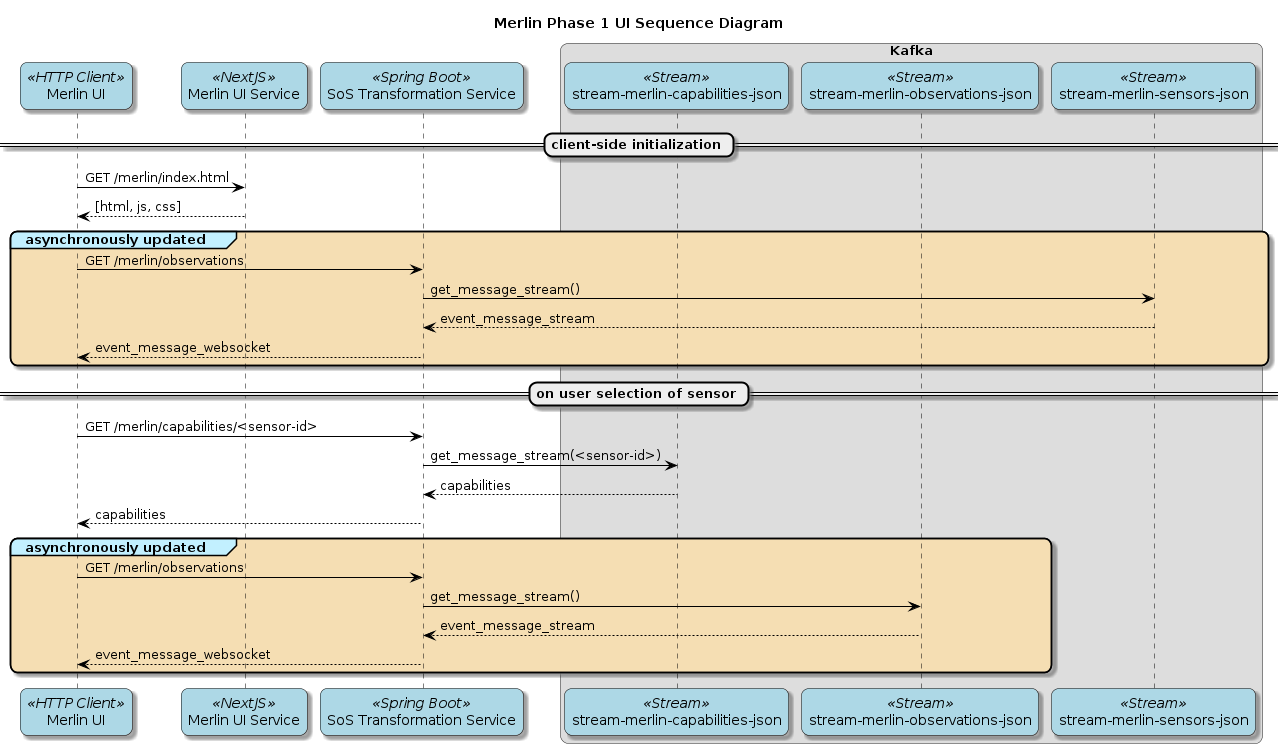 Merlin Phase 1 UI Sequence Diagram
Kafka
«HTTP Client»
Merlin UI
«NextJS»
Merlin UI Service
«Spring Boot»
SoS Transformation Service
«Stream»
stream-merlin-capabilities-json
«Stream»
stream-merlin-observations-json
«Stream»
stream-merlin-sensors-json
client-side initialization
GET /merlin/index.html
[html, js, css]
asynchronously updated
GET /merlin/observations
get_message_stream()
event_message_stream
event_message_websocket
on user selection of sensor
GET /merlin/capabilities/<sensor-id>
get_message_stream(<sensor-id>)
capabilities
capabilities
asynchronously updated
GET /merlin/observations
get_message_stream()
event_message_stream
event_message_websocket
«HTTP Client»
Merlin UI
«NextJS»
Merlin UI Service
«Spring Boot»
SoS Transformation Service
«Stream»
stream-merlin-capabilities-json
«Stream»
stream-merlin-observations-json
«Stream»
stream-merlin-sensors-json